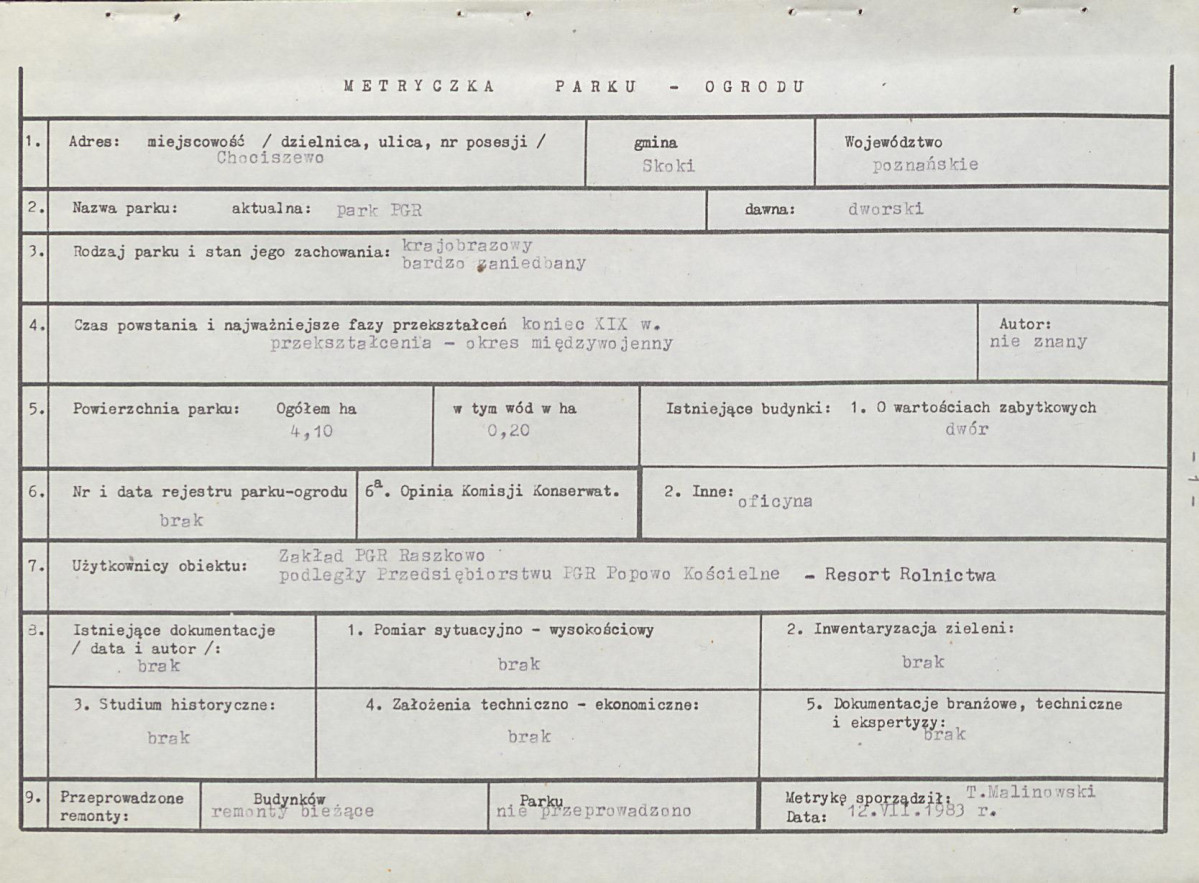 METRYCZKA PARKU - OGRODU
1. Adres: miejscowość / dzielnica, ulica, nr posesji /
Chociszewo
gmina
Skoki
Województwo
poznańskie
2. Nazwa parku: aktualna: park PGR
dawna: dworski
3. Rodzaj parku i stan jego zachowania: krajobrazowy
bardzo zaniedbany
4. Czas powstania i najważniejsze fazy przekształceń koniec XIX w.
przekształcenia - okres międzywojenny
Autor:
nie znany
5. Powierzchnia parku: Ogółem ha
4,10
w tym wód w ha
0,20
Istniejące budynki: 1. O wartościach zabytkowych
dwór
6. Nr i data rejestru parku-ogrodu
brak
6a. Opinia Komisji Konserwat.
2. Inne: oficyna
7. Użytkownicy obiektu: Zakład PGR Raszkowo
podległy Przedsiębiorstwu PGR Popowo Kościelne - Resort Rolnictwa
8. Istniejące dokumentacje
/ data i autor /:
brak
1. Pomiar sytuacyjno - wysokościowy
brak
2. Inwentaryzacja zieleni:
brak
3. Studium historyczne:
brak
4. Założenia techniczno - ekonomiczne:
brak
5. Dokumentacje branżowe, techniczne
i ekspertyzy:
brak
9. Przeprowadzone
remonty:
Budynków
remonty bieżące
Parku
nie przeprowadzono
Metrykę sporządził: T.Malinowski
Data: 12.VII.1983 r.
- 1 -